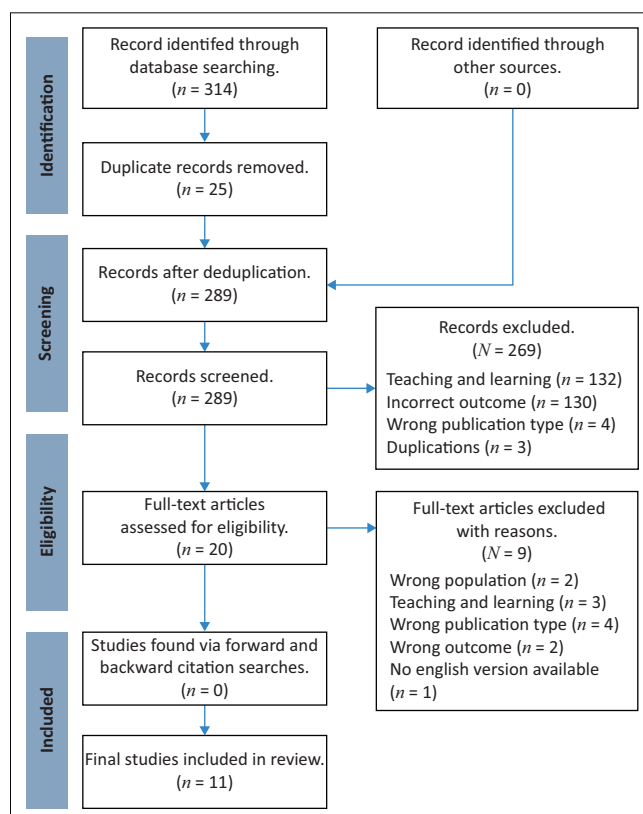 Identification
Record identifed through
database searching.
(n = 314)
Record identified through
other sources.
(n = 0)
Duplicate records removed.
(n = 25)
Screening
Records after deduplication.
(n = 289)
Records screened.
(n = 289)
Records excluded.
(N = 269)
Teaching and learning (n = 132)
Incorrect outcome (n = 130)
Wrong publication type (n = 4)
Duplications (n = 3)
Eligibility
Full-text articles
assessed for eligibility.
(n = 20)
Full-text articles excluded
with reasons.
(N = 9)
Wrong population (n = 2)
Teaching and learning (n = 3)
Wrong publication type (n = 4)
Wrong outcome (n = 2)
No english version available
(n = 1)
Included
Studies found via forward and
backward citation searches.
(n = 0)
Final studies included in review.
(n = 11)